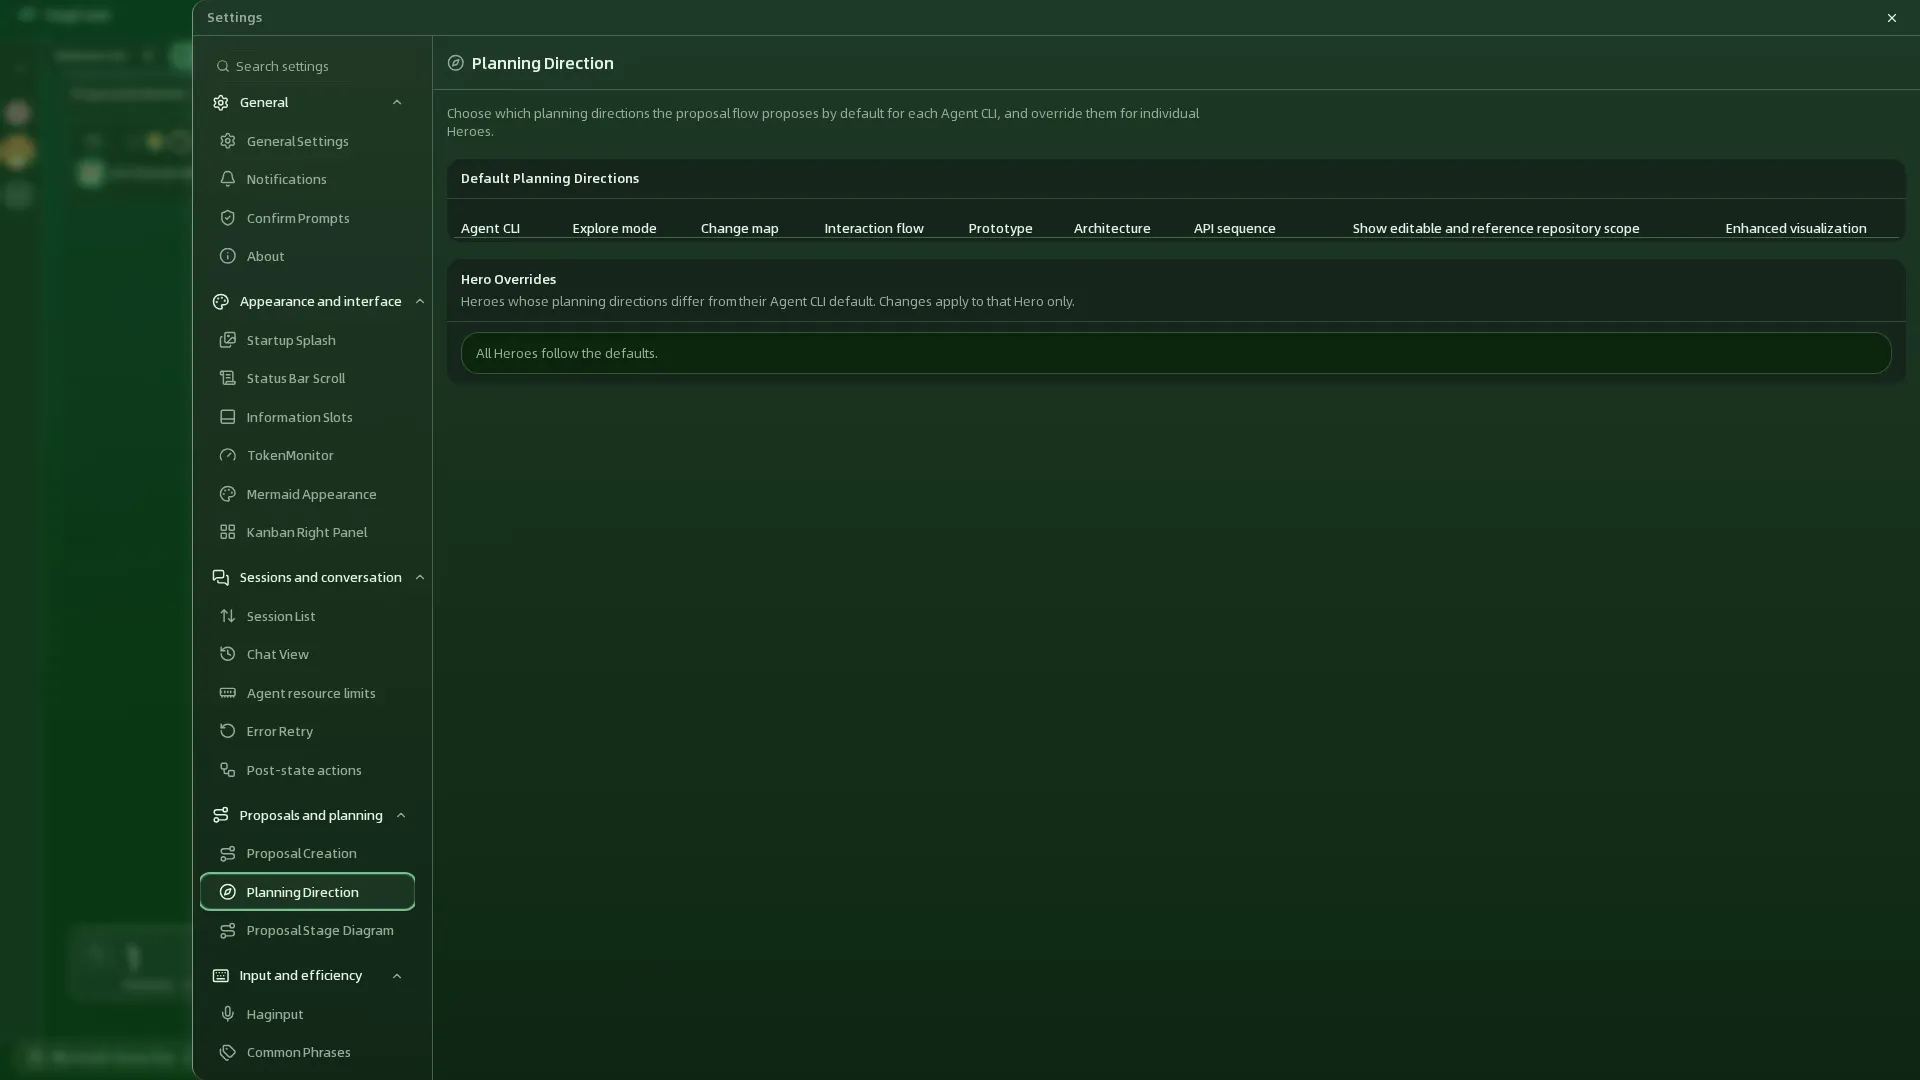 Settings
Search settings
General
General Settings
Notifications
Confirm Prompts
About
Appearance and interface
Startup Splash
Status Bar Scroll
Information Slots
TokenMonitor
Mermaid Appearance
Kanban Right Panel
Sessions and conversation
Session List
Chat View
Agent resource limits
Error Retry
Post-state actions
Proposals and planning
Proposal Creation
Planning Direction
Proposal Stage Diagram
Input and efficiency
Haginput
Common Phrases
Planning Direction
Choose which planning directions the proposal flow proposes by default for each Agent CLI, and override them for individual
Heroes.
Default Planning Directions
Agent CLI Explore mode Change map Interaction flow Prototype Architecture API sequence Show editable and reference repository scope Enhanced visualization
Hero Overrides
Heroes whose planning directions differ from their Agent CLI default. Changes apply to that Hero only.
All Heroes follow the defaults.